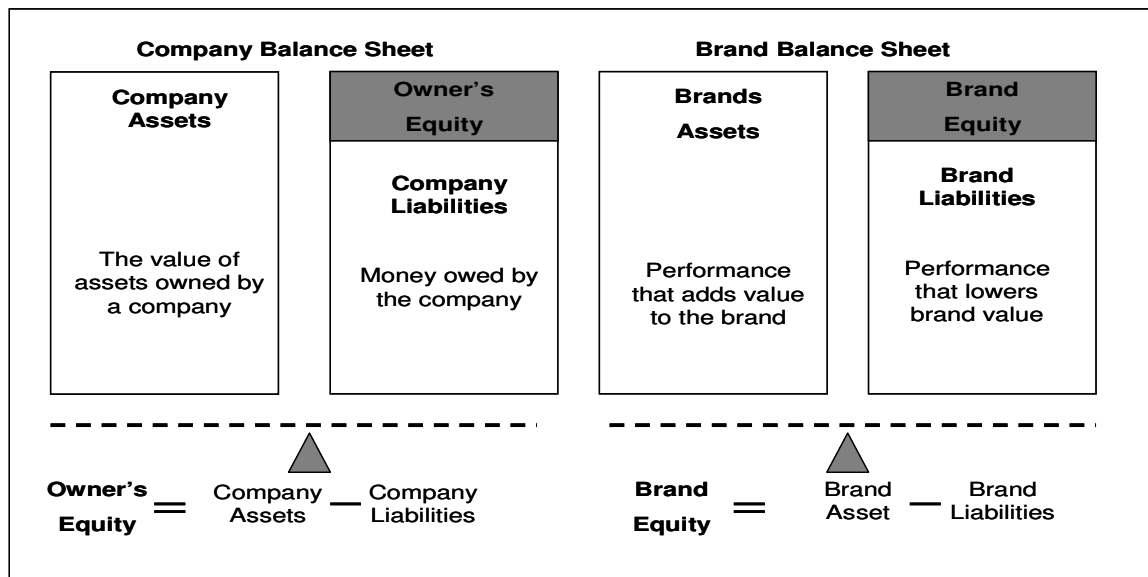 Company Balance Sheet
Company
Assets
The value of
assets owned by
a company
Owner's
Equity
Company
Liabilities
Money owed by
the company
Owner's
Equity
=
Company
Assets
—
Company
Liabilities
Brand Balance Sheet
Brands
Assets
Performance
that adds value
to the brand
Brand
Equity
Brand
Liabilities
Performance
that lowers
brand value
Brand
Equity
=
Brand
Asset
—
Brand
Liabilities